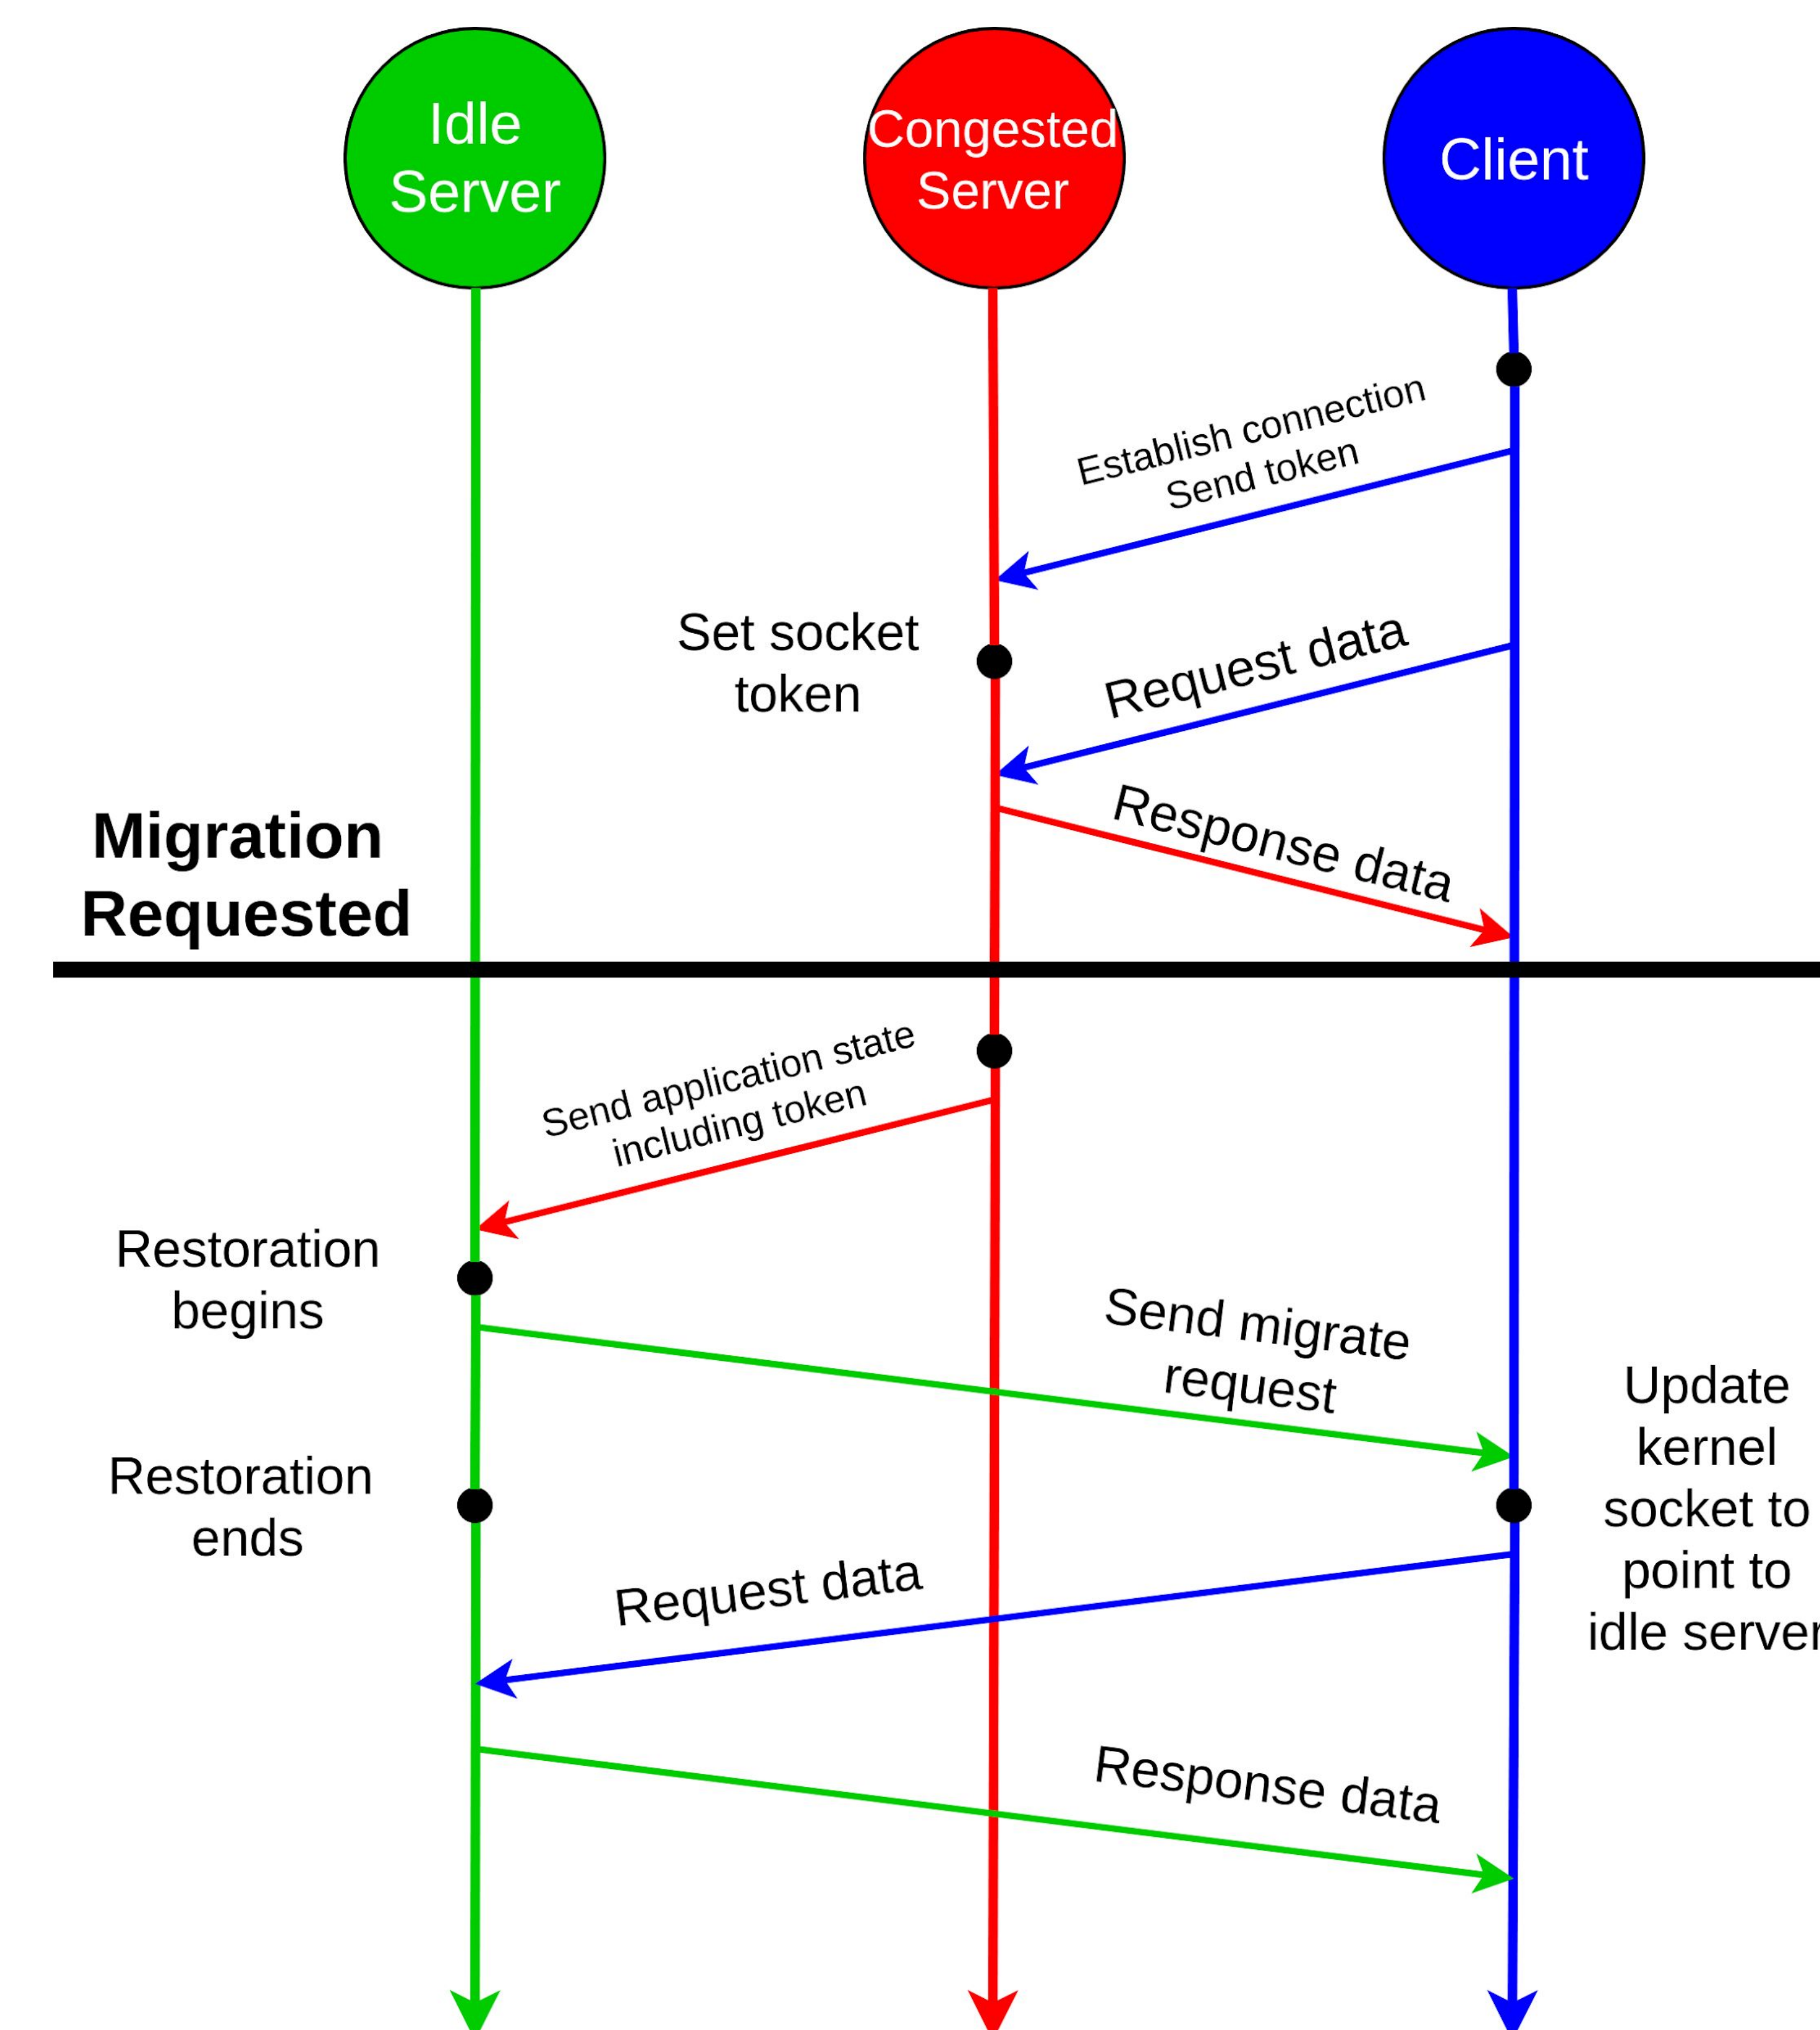 Idle
Server
Congested
Server
Client
Establish connection
Send token
Set socket
token
Request data
Response data
Migration
Requested
Send application state
including token
Restoration
begins
Send migrate
request
Update
kernel
socket to
point to
idle server
Restoration
ends
Request data
Response data